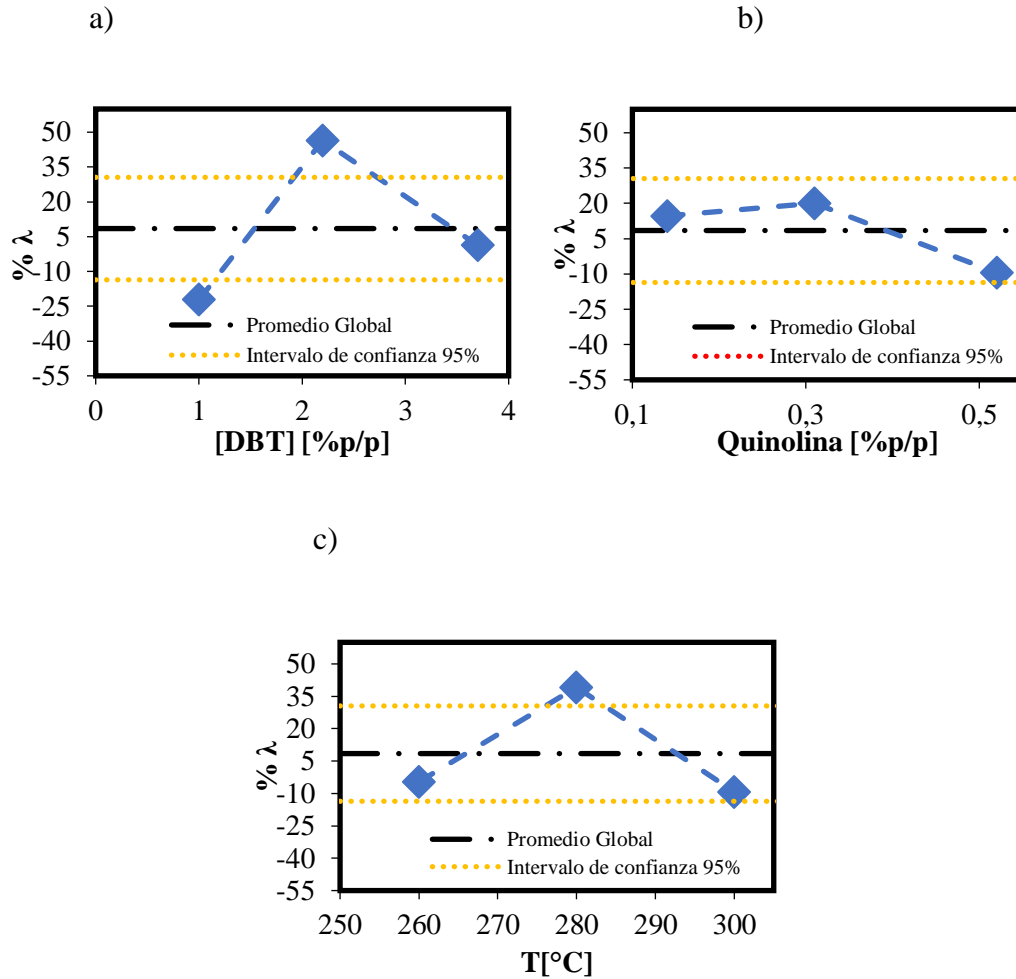 a)
% λ
50
35
20
5
-10
-25
-40
-55
Promedio Global
Intervalo de confianza 95%
0 1 2 3 4
[DBT] [%p/p]
b)
% λ
50
35
20
5
-10
-25
-40
-55
Promedio Global
Intervalo de confianza 95%
0,1 0,3 0,5
Quinolina [%p/p]
c)
% λ
50
35
20
5
-10
-25
-40
-55
Promedio Global
Intervalo de confianza 95%
250 260 270 280 290 300
T[°C]